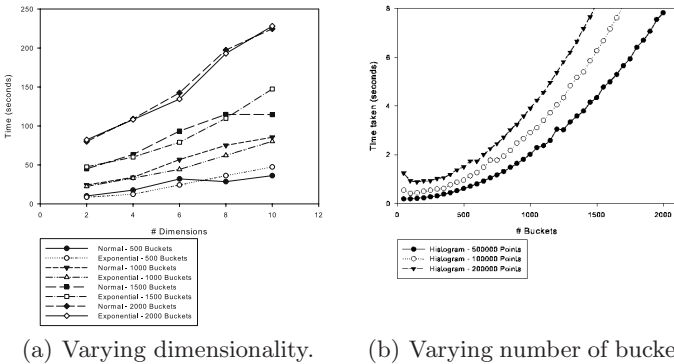 250
200
150
100
50
0
Time (seconds)
0 2 4 6 8 10 12
# Dimensions
Normal - 500 Buckets
Exponential - 500 Buckets
Normal - 1000 Buckets
Exponential - 1000 Buckets
Normal - 1500 Buckets
Exponential - 1500 Buckets
Normal - 2000 Buckets
Exponential - 2000 Buckets
(a) Varying dimensionality.
8
6
4
2
0
Time taken (seconds)
0 500 1000 1500 2000
# Buckets
Histogram - 500000 Points
Histogram - 100000 Points
Histogram - 200000 Points
(b) Varying number of bucke